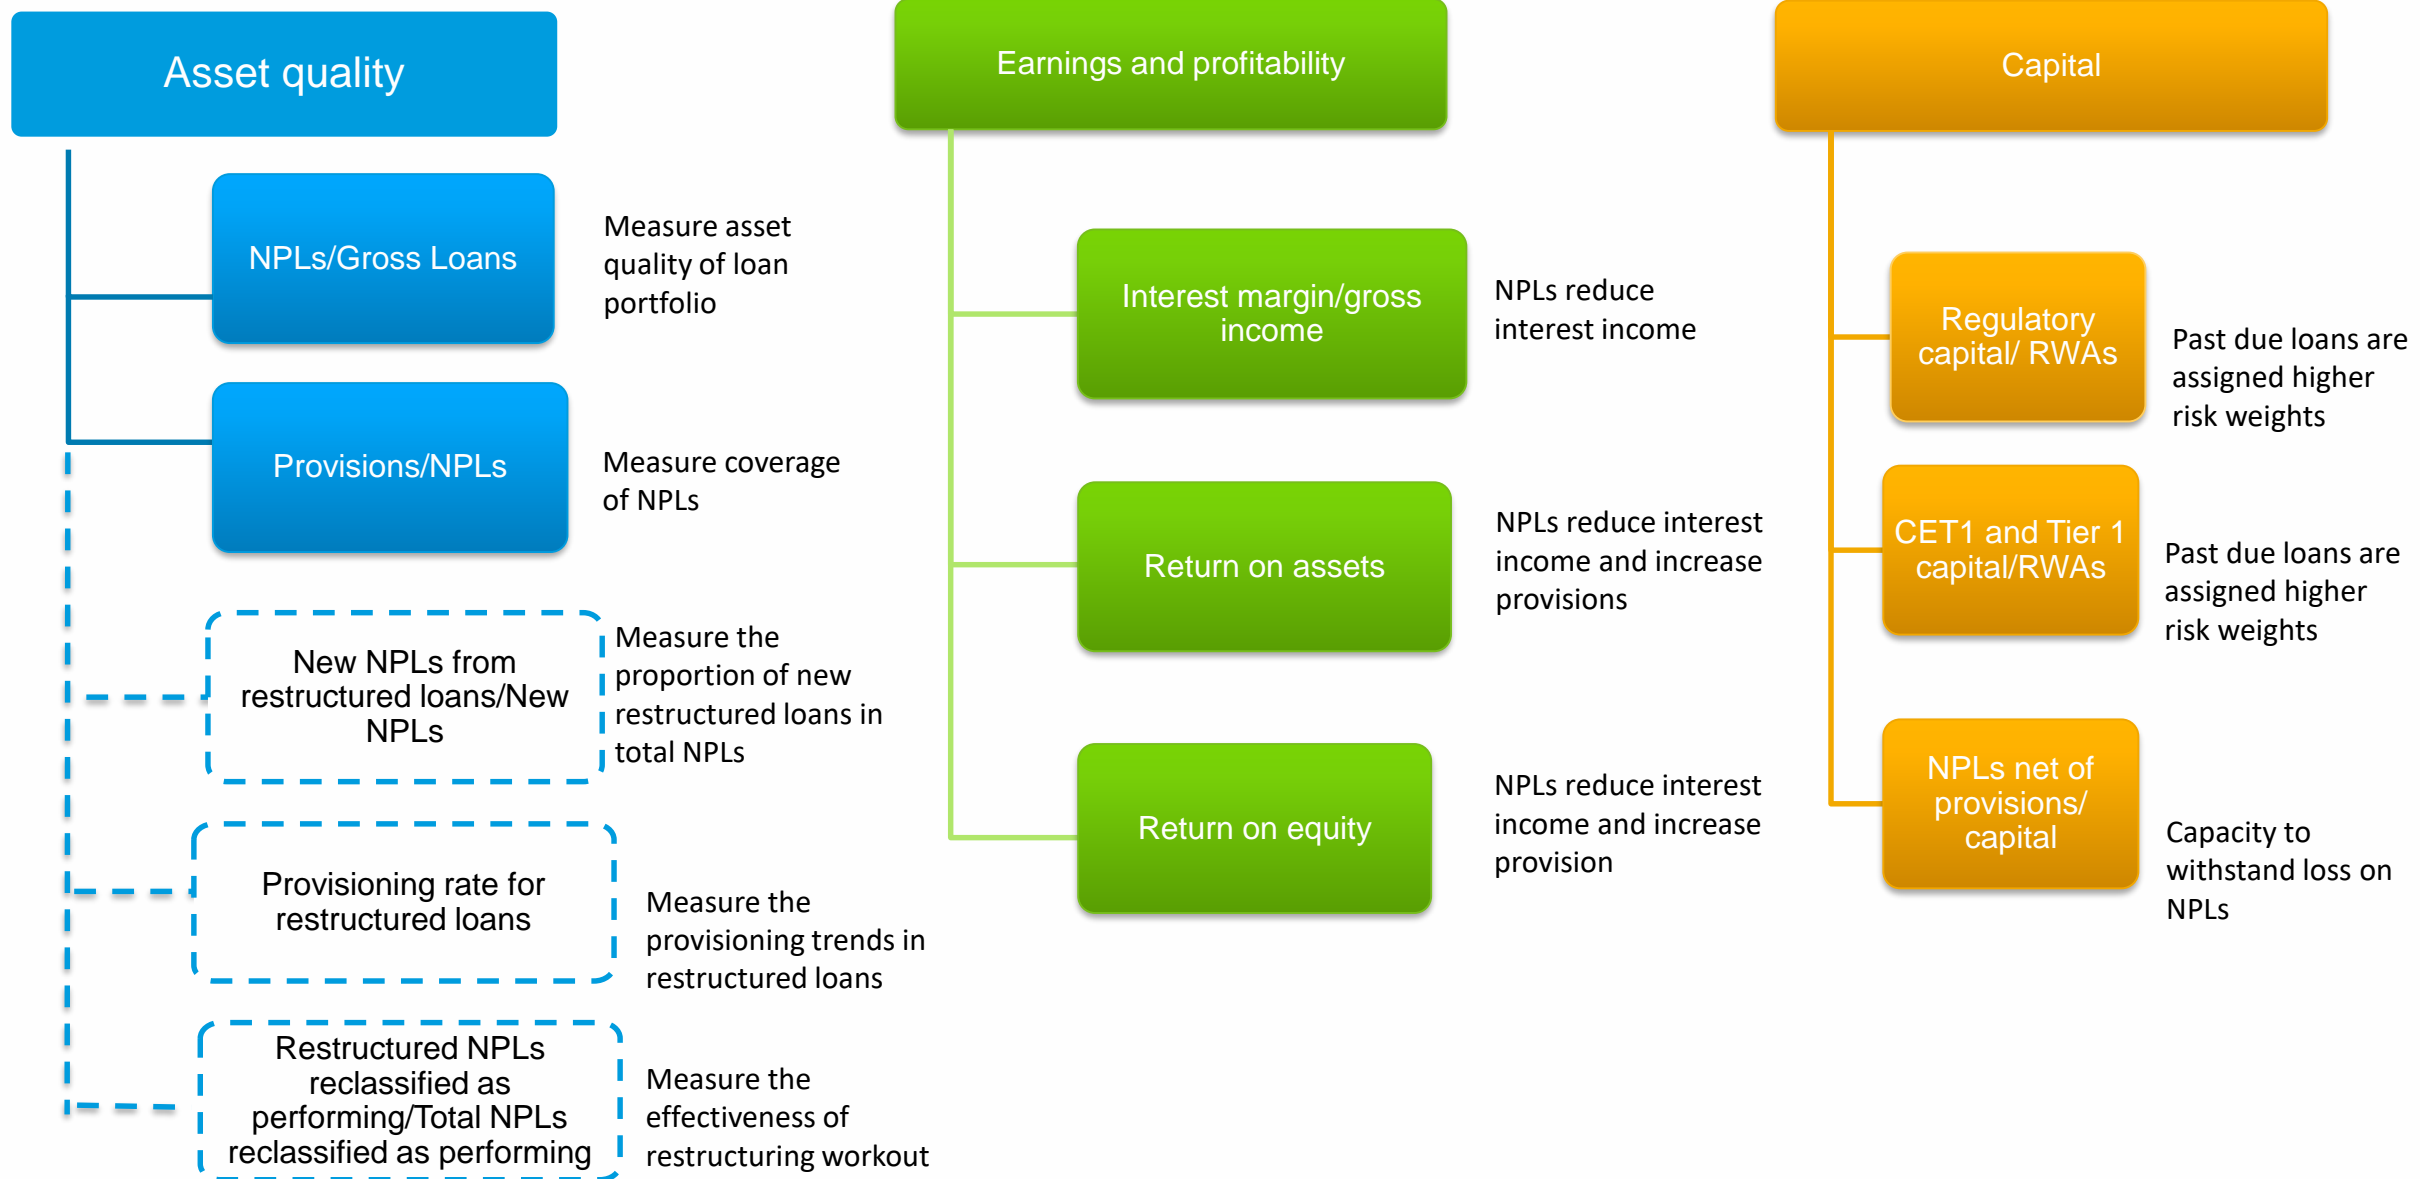 Asset quality
NPLs/Gross Loans
Measure asset
quality of loan
portfolio
Provisions/NPLs
Measure coverage
of NPLs
New NPLs from
restructured loans/New
NPLs
Measure the
proportion of new
restructured loans in
total NPLs
Provisioning rate for
restructured loans
Measure the
provisioning trends in
restructured loans
Restructured NPLs
reclassified as
performing/Total NPLs
reclassified as performing
Measure the
effectiveness of
restructuring workout
Earnings and profitability
Interest margin/gross
income
NPLs reduce
interest income
Return on assets
NPLs reduce interest
income and increase
provisions
Return on equity
NPLs reduce interest
income and increase
provision
Capital
Regulatory
capital/ RWAs
Past due loans are
assigned higher
risk weights
CET1 and Tier 1
capital/RWAs
Past due loans are
assigned higher
risk weights
NPLs net of
provisions/
capital
Capacity to
withstand loss on
NPLs